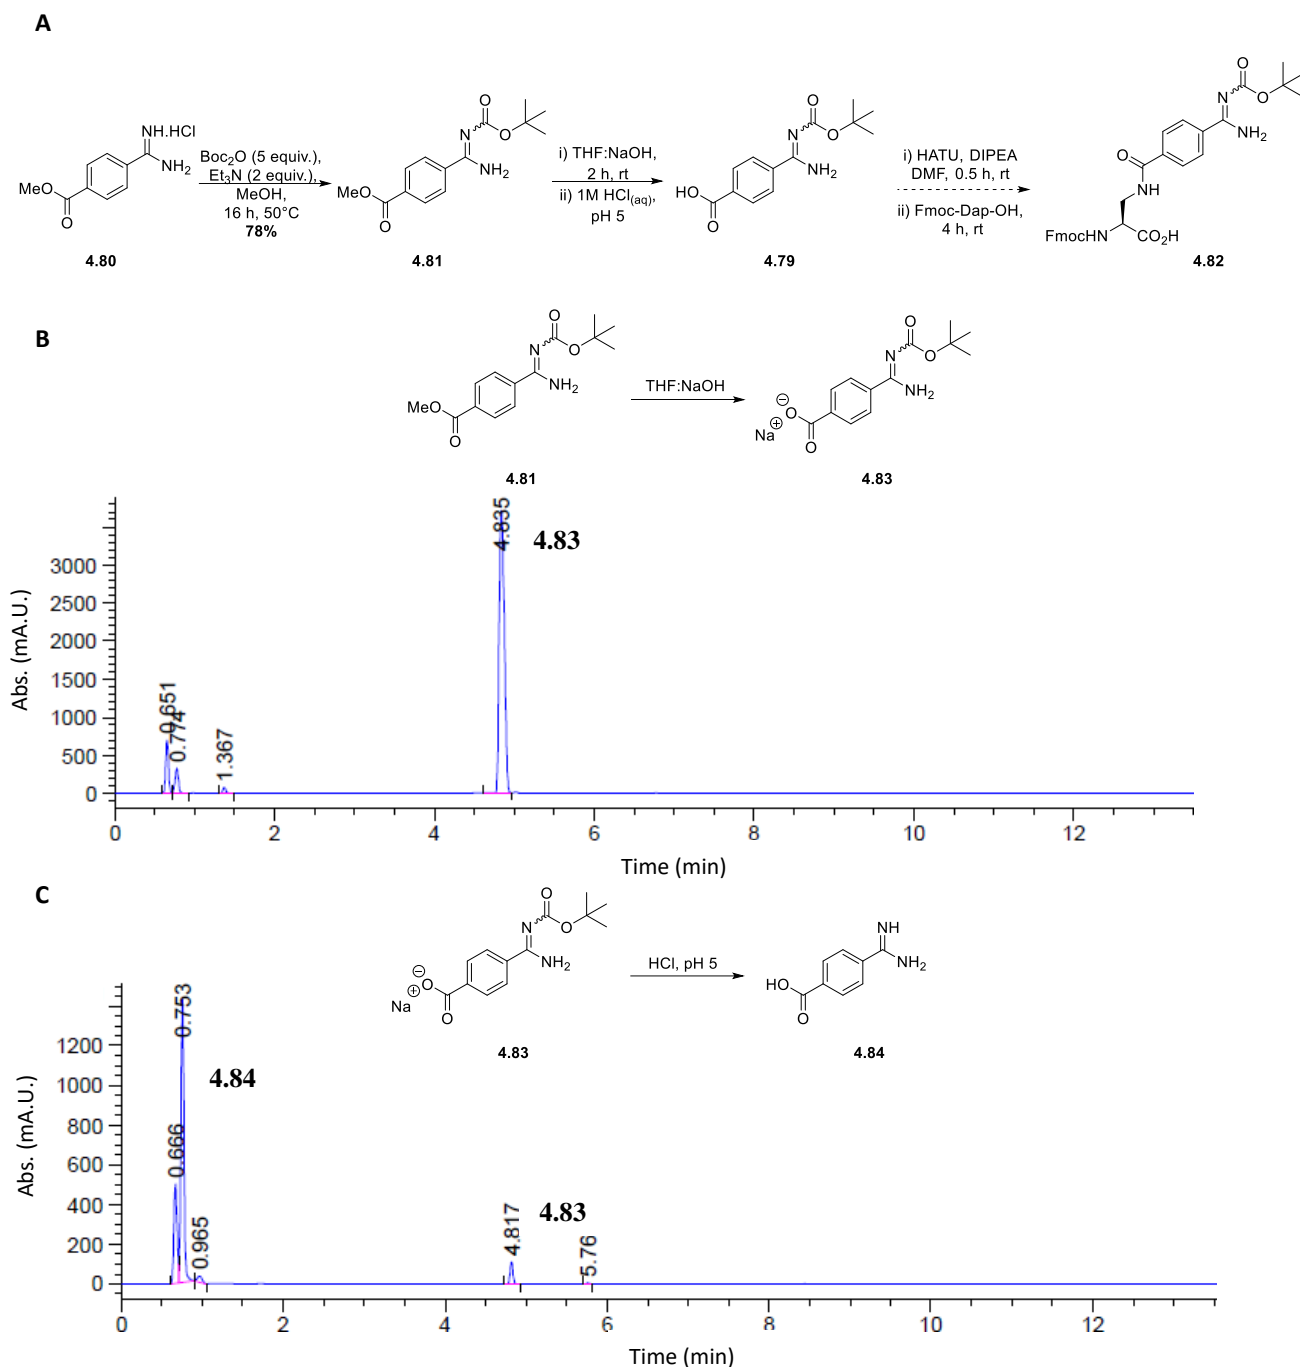 A
NH.HCl
NH2
MeO
O
4.80
Boc2O (5 equiv.),
Et3N (2 equiv.),
MeOH,
16 h, 50°C
78%
O
N
O
NH2
MeO
O
4.81
i) THF:NaOH,
2 h, rt
ii) 1M HCl(aq),
pH 5
O
N
O
NH2
HO
O
4.79
i) HATU, DIPEA
DMF, 0.5 h, rt
ii) Fmoc-Dap-OH,
4 h, rt
O
N
O
NH2
O
NH
FmocHN
CO2H
4.82
B
O
N
O
NH2
MeO
O
4.81
THF:NaOH
O
N
O
NH2
O
Na
O
4.83
4.835
4.83
0.651
0.774
1.367
3000
2500
2000
1500
1000
500
0
Abs. (mA.U.)
0 2 4 6 8 10 12
Time (min)
C
O
N
O
NH2
O
Na
O
4.83
HCl, pH 5
NH
NH2
HO
O
4.84
0.753
4.84
0.666
0.965
4.817
4.83
5.76
1200
1000
800
600
400
200
0
Abs. (mA.U.)
0 2 4 6 8 10 12
Time (min)